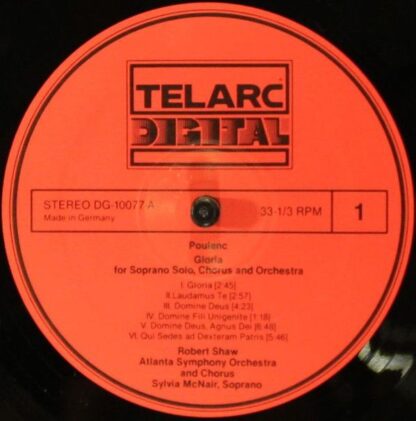 TELARC
DIGITAL
STEREO DG-10077 A
Made in Germany
33-1/3 RPM
1
Poulenc
Gloria
for Soprano Solo, Chorus and Orchestra
I. Gloria [2:45]
II. Laudamus Te [2:57]
III. Domine Deus [4:23]
IV. Domine Fili Unigenite [1:18]
V. Domine Deus, Agnus Dei [6:46]
VI. Qui Sedes ad Dexteram Patris [5:46]
Robert Shaw
Atlanta Symphony Orchestra
and Chorus
Sylvia McNair, Soprano